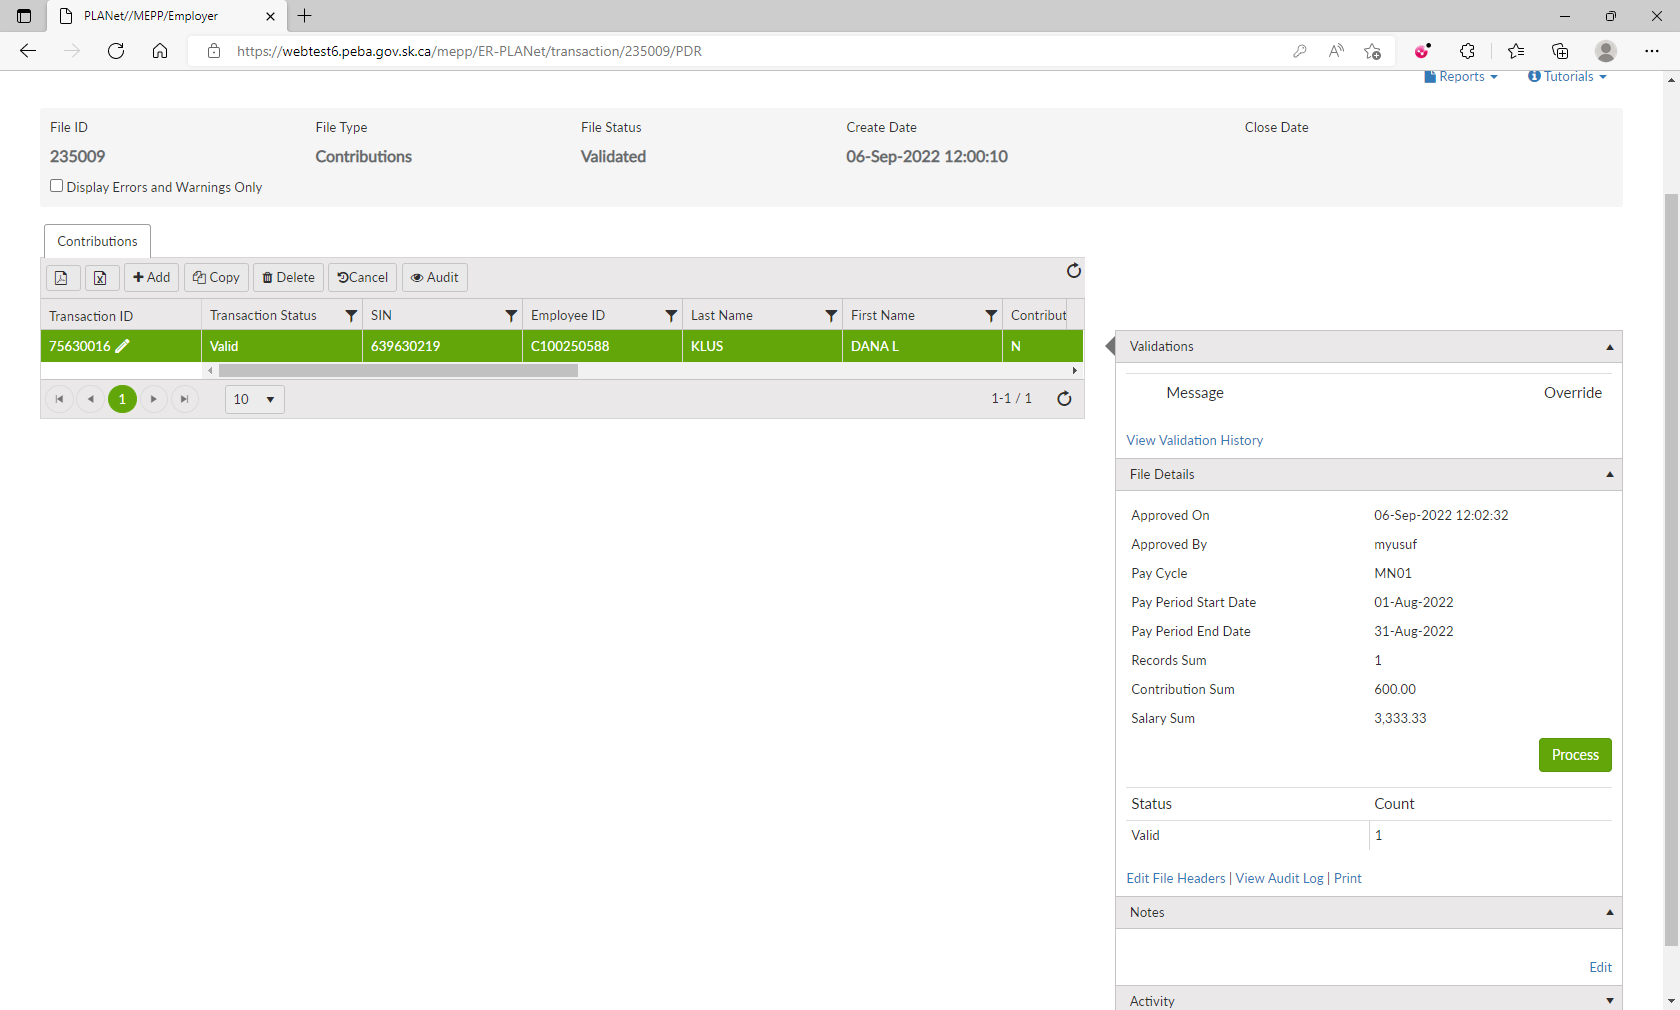 PLANet//MEPP/Employer
https://webtest6.peba.gov.sk.ca/mepp/ER-PLANet/transaction/235009/PDR
Reports Tutorials
File ID File Type File Status Create Date Close Date
235009 Contributions Validated 06-Sep-2022 12:00:10
Display Errors and Warnings Only
Contributions
Add Copy Delete Cancel Audit
Transaction ID Transaction Status SIN Employee ID Last Name First Name Contribut
75630016 Valid 639630219 C100250588 KLUS DANA L N
1 10 1-1 / 1
Validations
Message Override
View Validation History
File Details
Approved On 06-Sep-2022 12:02:32
Approved By myusuf
Pay Cycle MN01
Pay Period Start Date 01-Aug-2022
Pay Period End Date 31-Aug-2022
Records Sum 1
Contribution Sum 600.00
Salary Sum 3,333.33
Process
Status Count
Valid 1
Edit File Headers | View Audit Log | Print
Notes
Edit
Activity